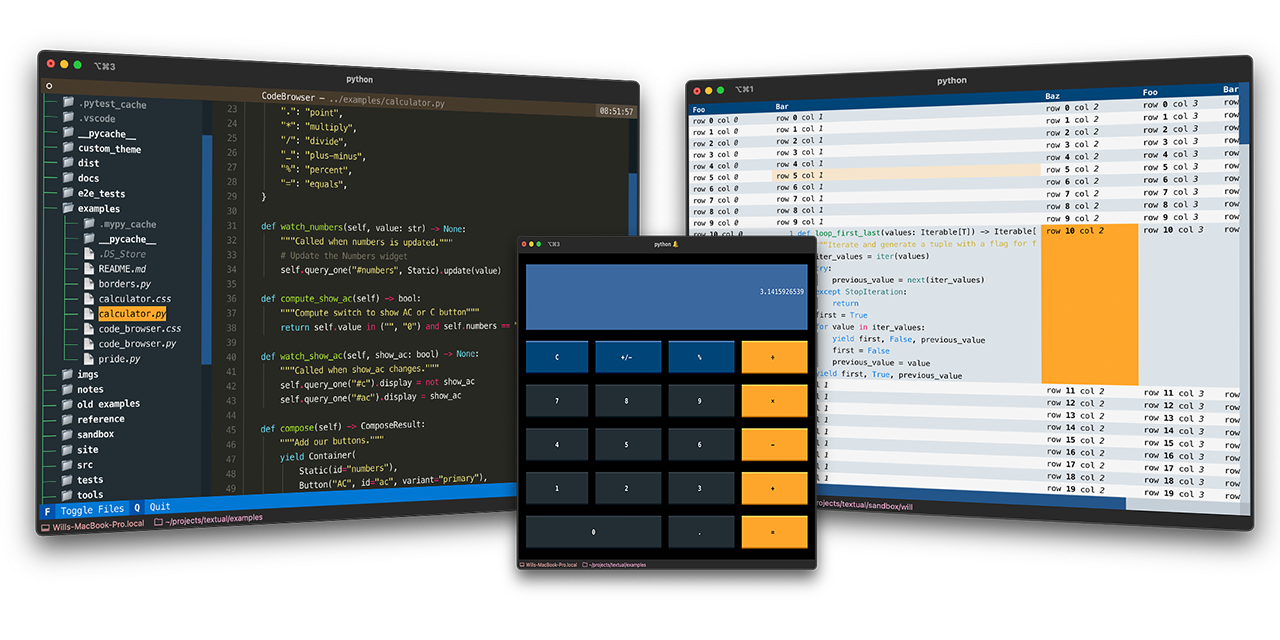 ⌥⌘3
python
CodeBrowser — ../examples/calculator.py
08:51:57
.pytest_cache
.vscode
__pycache__
custom_theme
dist
docs
e2e_tests
examples
.mypy_cache
__pycache__
.DS_Store
README.md
borders.py
calculator.css
calculator.py
code_browser.css
code_browser.py
pride.py
imgs
notes
old examples
reference
sandbox
site
src
tests
tools
23 ".": "point",
24 "*": "multiply",
25 "/": "divide",
26 "_": "plus-minus",
27 "%": "percent",
28 "=": "equals",
29 }
30
31 def watch_numbers(self, value: str) -> None:
32 """Called when numbers is updated."""
33 # Update the Numbers widget
34 self.query_one("#numbers", Static).update(value)
35
36 def compute_show_ac(self) -> bool:
37 """Compute switch to show AC or C button"""
38 return self.value in ("", "0") and self.numbers == "
39
40 def watch_show_ac(self, show_ac: bool) -> None:
41 """Called when show_ac changes."""
42 self.query_one("#c").display = not show_ac
43 self.query_one("#ac").display = show_ac
44
45 def compose(self) -> ComposeResult:
46 """Add our buttons."""
47 yield Container(
48 Static(id="numbers"),
49 Button("AC", id="ac", variant="primary"),
F Toggle Files Q Quit
Wills-MacBook-Pro.local ~/projects/textual/examples
⌥⌘3
python 🔔
3.1415926539
C +/- % ÷
7 8 9 ×
4 5 6 -
1 2 3 +
0 . =
Wills-MacBook-Pro.local ~/projects/textual/examples
⌥⌘1
python
Foo Bar Baz Foo Bar
row 0 col 0 row 0 col 1 row 0 col 2 row 0 col 3 row
row 1 col 0 row 1 col 1 row 1 col 2 row 1 col 3 row
row 2 col 0 row 2 col 1 row 2 col 2 row 2 col 3 row
row 3 col 0 row 3 col 1 row 3 col 2 row 3 col 3 row
row 4 col 0 row 4 col 1 row 4 col 2 row 4 col 3 row
row 5 col 0 row 5 col 1 row 5 col 2 row 5 col 3 row
row 6 col 0 row 6 col 1 row 6 col 2 row 6 col 3 row
row 7 col 0 row 7 col 1 row 7 col 2 row 7 col 3 row
row 8 col 0 row 8 col 1 row 8 col 2 row 8 col 3 row
row 9 col 0 row 9 col 1 row 9 col 2 row 9 col 3 row
row 10 col 0 1 def loop_first_last(values: Iterable[T]) -> Iterable[ row 10 col 2 row 10 col 3 row
"""Iterate and generate a tuple with a flag for f
iter_values = iter(values)
try:
previous_value = next(iter_values)
except StopIteration:
return
first = True
for value in iter_values:
yield first, False, previous_value
first = False
previous_value = value
yield first, True, previous_value
l 1 row 11 col 2 row 11 col 3 row
l 1 row 12 col 2 row 12 col 3 row
l 1 row 13 col 2 row 13 col 3 row
l 1 row 14 col 2 row 14 col 3 row
l 1 row 15 col 2 row 15 col 3 row
l 1 row 16 col 2 row 16 col 3 row
l 1 row 17 col 2 row 17 col 3 row
l 1 row 18 col 2 row 18 col 3 row
l 1 row 19 col 2 row 19 col 3 row
rojects/textual/sandbox/will